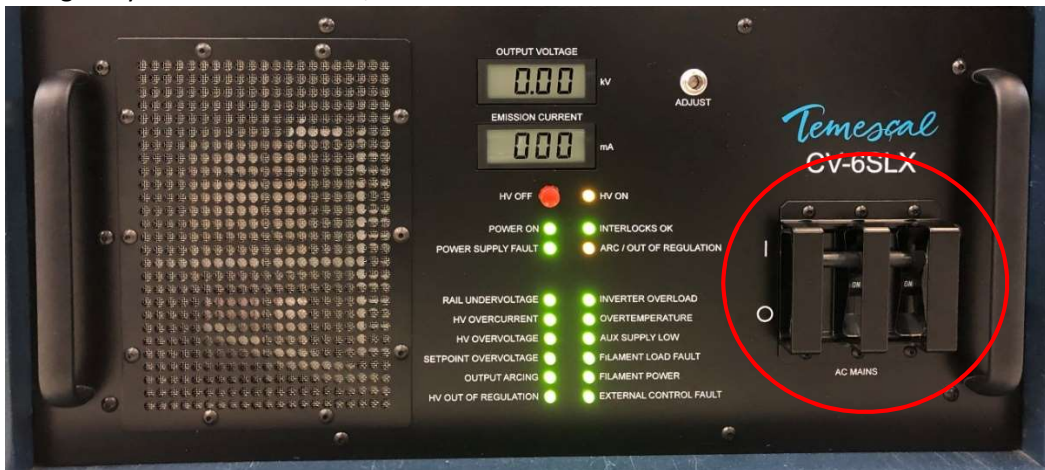 OUTPUT VOLTAGE
0.00 kV
ADJUST
EMISSION CURRENT
000 mA
Temescal
CV-6SLX
HV OFF HV ON
POWER ON INTERLOCKS OK
POWER SUPPLY FAULT ARC / OUT OF REGULATION
I
RAIL UNDERVOLTAGE INVERTER OVERLOAD
ON ON
O
HV OVERCURRENT OVERTEMPERATURE
HV OVERVOLTAGE AUX SUPPLY LOW
SETPOINT OVERVOLTAGE FILAMENT LOAD FAULT
OUTPUT ARCING FILAMENT POWER
AC MAINS
HV OUT OF REGULATION EXTERNAL CONTROL FAULT